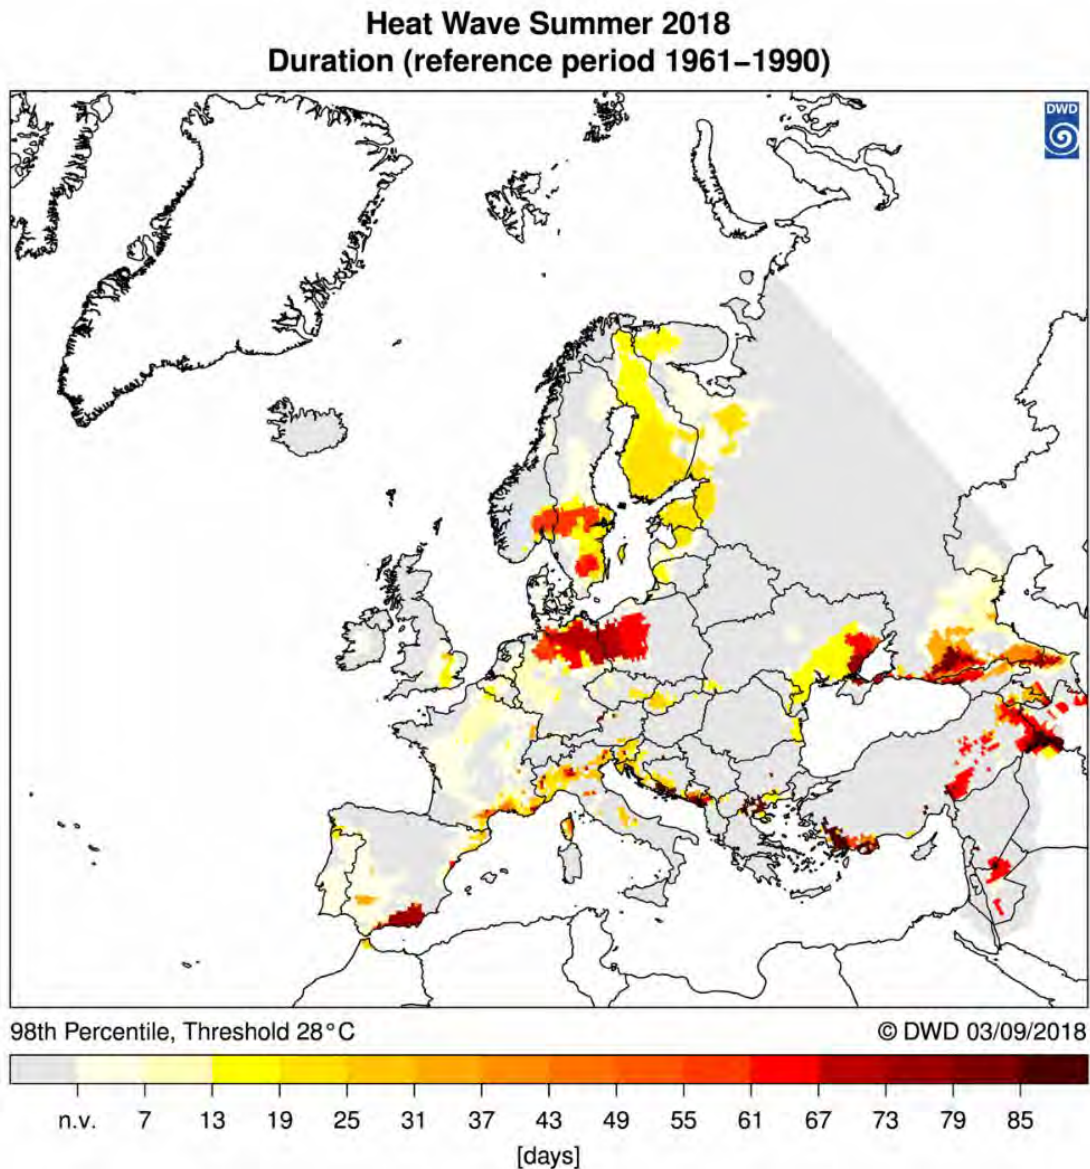 Heat Wave Summer 2018
Duration (reference period 1961–1990)
DWD
98th Percentile, Threshold 28°C
© DWD 03/09/2018
n.v. 7 13 19 25 31 37 43 49 55 61 67 73 79 85
[days]